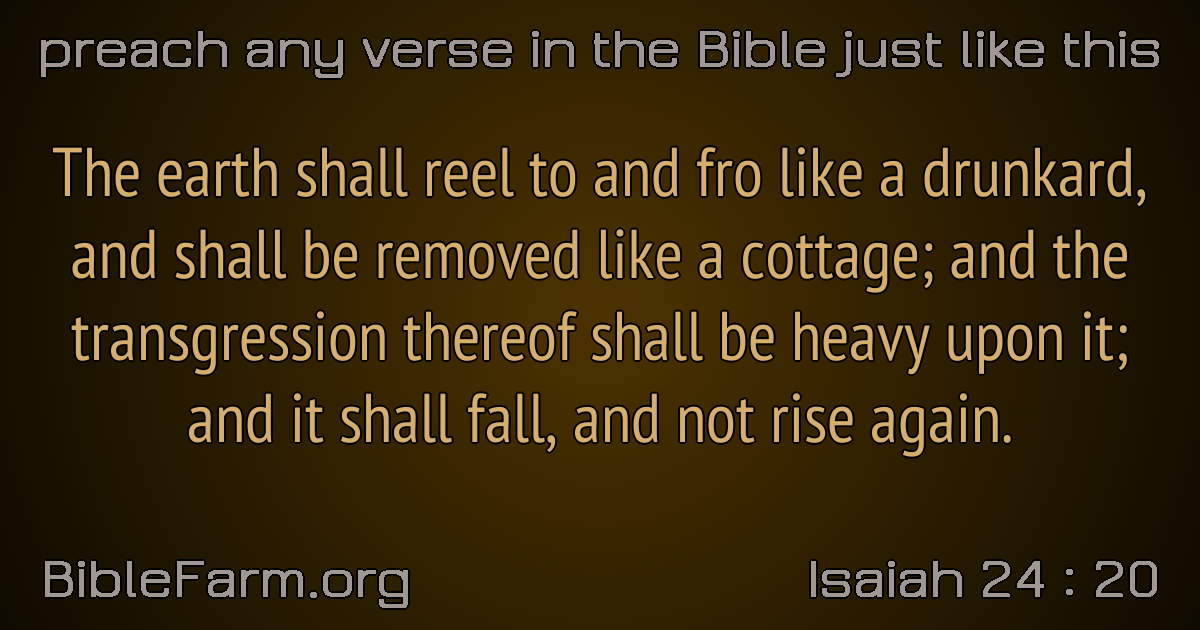 preach any verse in the Bible just like this
The earth shall reel to and fro like a drunkard,
and shall be removed like a cottage; and the
transgression thereof shall be heavy upon it;
and it shall fall, and not rise again.
BibleFarm.org
Isaiah 24 : 20